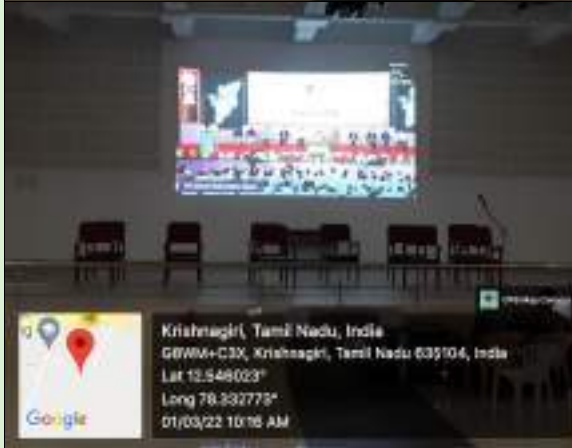 Krishnagiri, Tamil Nadu, India
G8WM+C3X, Krishnagiri, Tamil Nadu 635104, India
Lat 12.546023°
Long 78.332773°
01/03/22 10:16 AM
Google